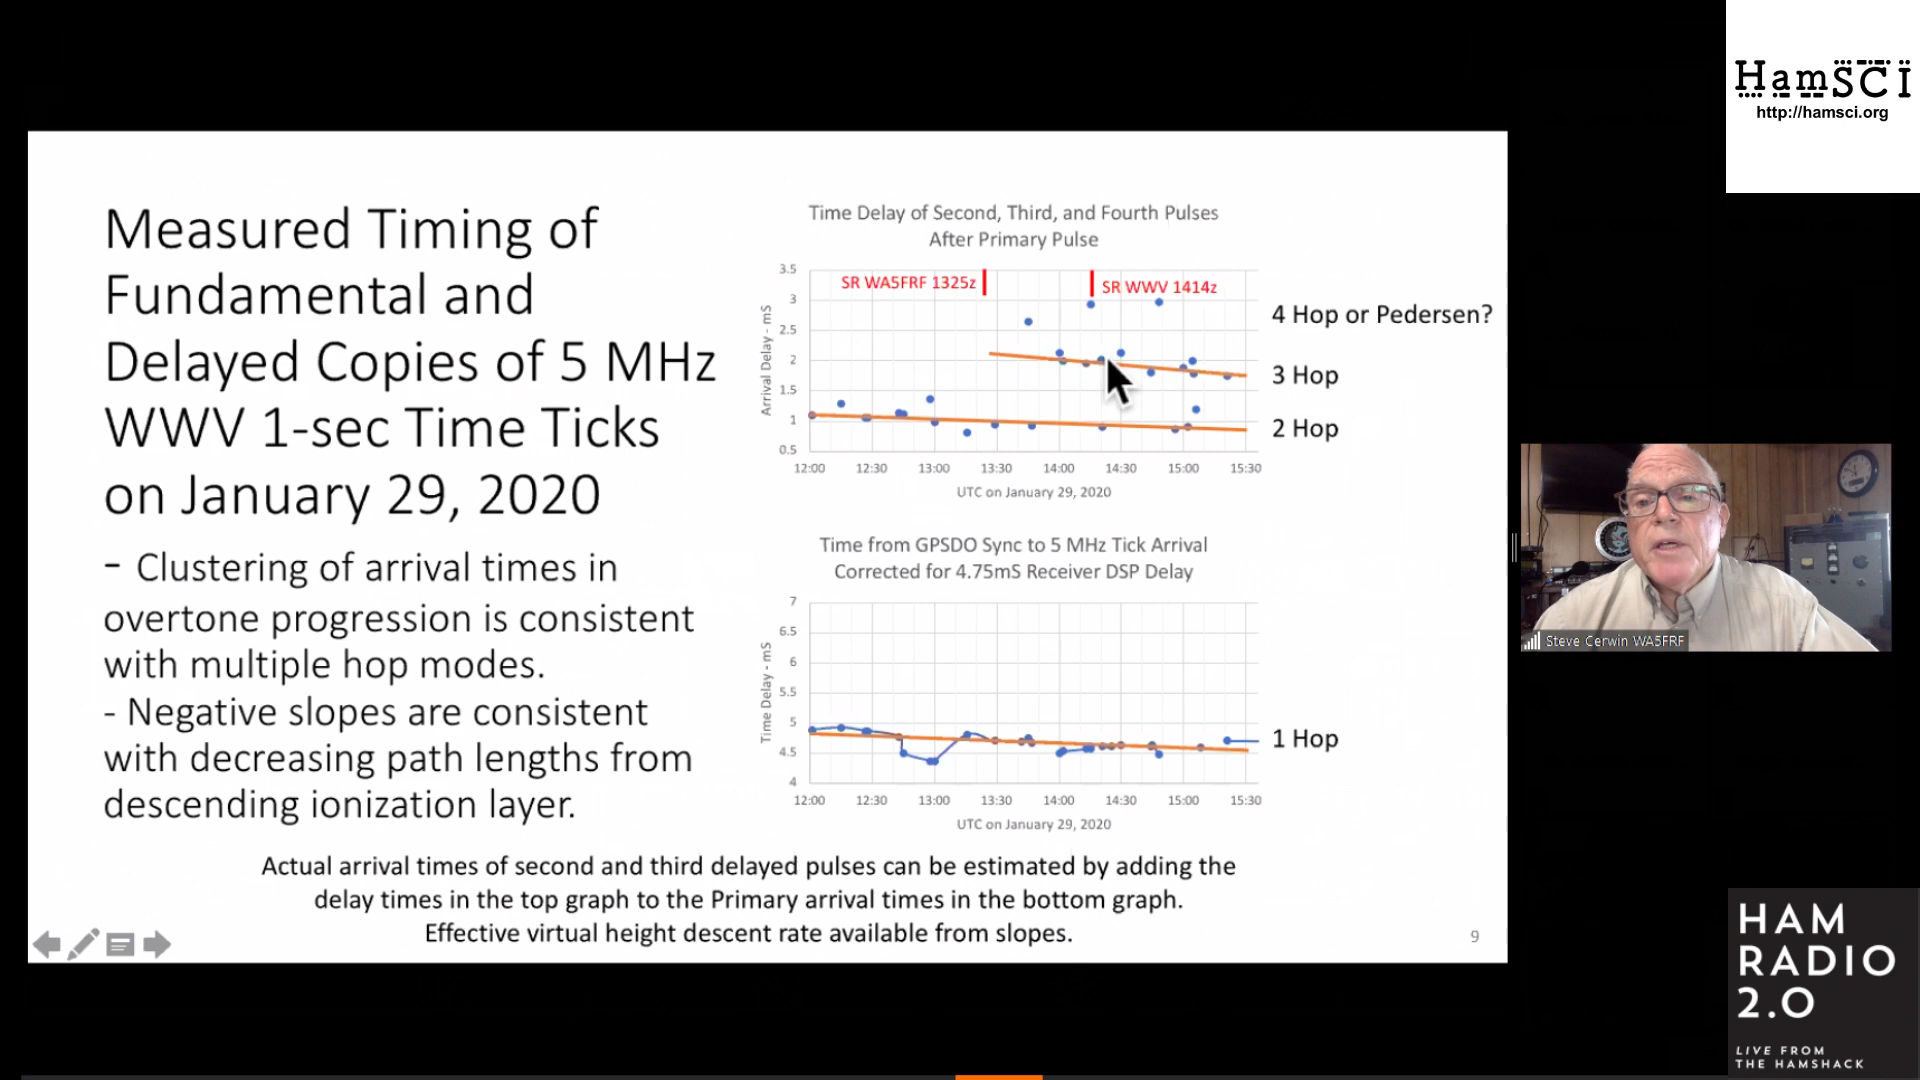 HamSCI
http://hamsci.org
Measured Timing of
Fundamental and
Delayed Copies of 5 MHz
WWV 1-sec Time Ticks
on January 29, 2020
- Clustering of arrival times in
overtone progression is consistent
with multiple hop modes.
- Negative slopes are consistent
with decreasing path lengths from
descending ionization layer.
Time Delay of Second, Third, and Fourth Pulses
After Primary Pulse
Arrival Delay - mS
3.5
3
2.5
2
1.5
1
0.5
SR WA5FRF 1325z
SR WWV 1414z
12:00 12:30 13:00 13:30 14:00 14:30 15:00 15:30
UTC on January 29, 2020
4 Hop or Pedersen?
3 Hop
2 Hop
Time from GPSDO Sync to 5 MHz Tick Arrival
Corrected for 4.75mS Receiver DSP Delay
Time Delay - mS
7
6.5
6
5.5
5
4.5
4
12:00 12:30 13:00 13:30 14:00 14:30 15:00 15:30
UTC on January 29, 2020
1 Hop
Actual arrival times of second and third delayed pulses can be estimated by adding the
delay times in the top graph to the Primary arrival times in the bottom graph.
Effective virtual height descent rate available from slopes.
9
Steve Cerwin WA5FRF
HAM
RADIO
2.0
LIVE FROM
THE HAMSHACK